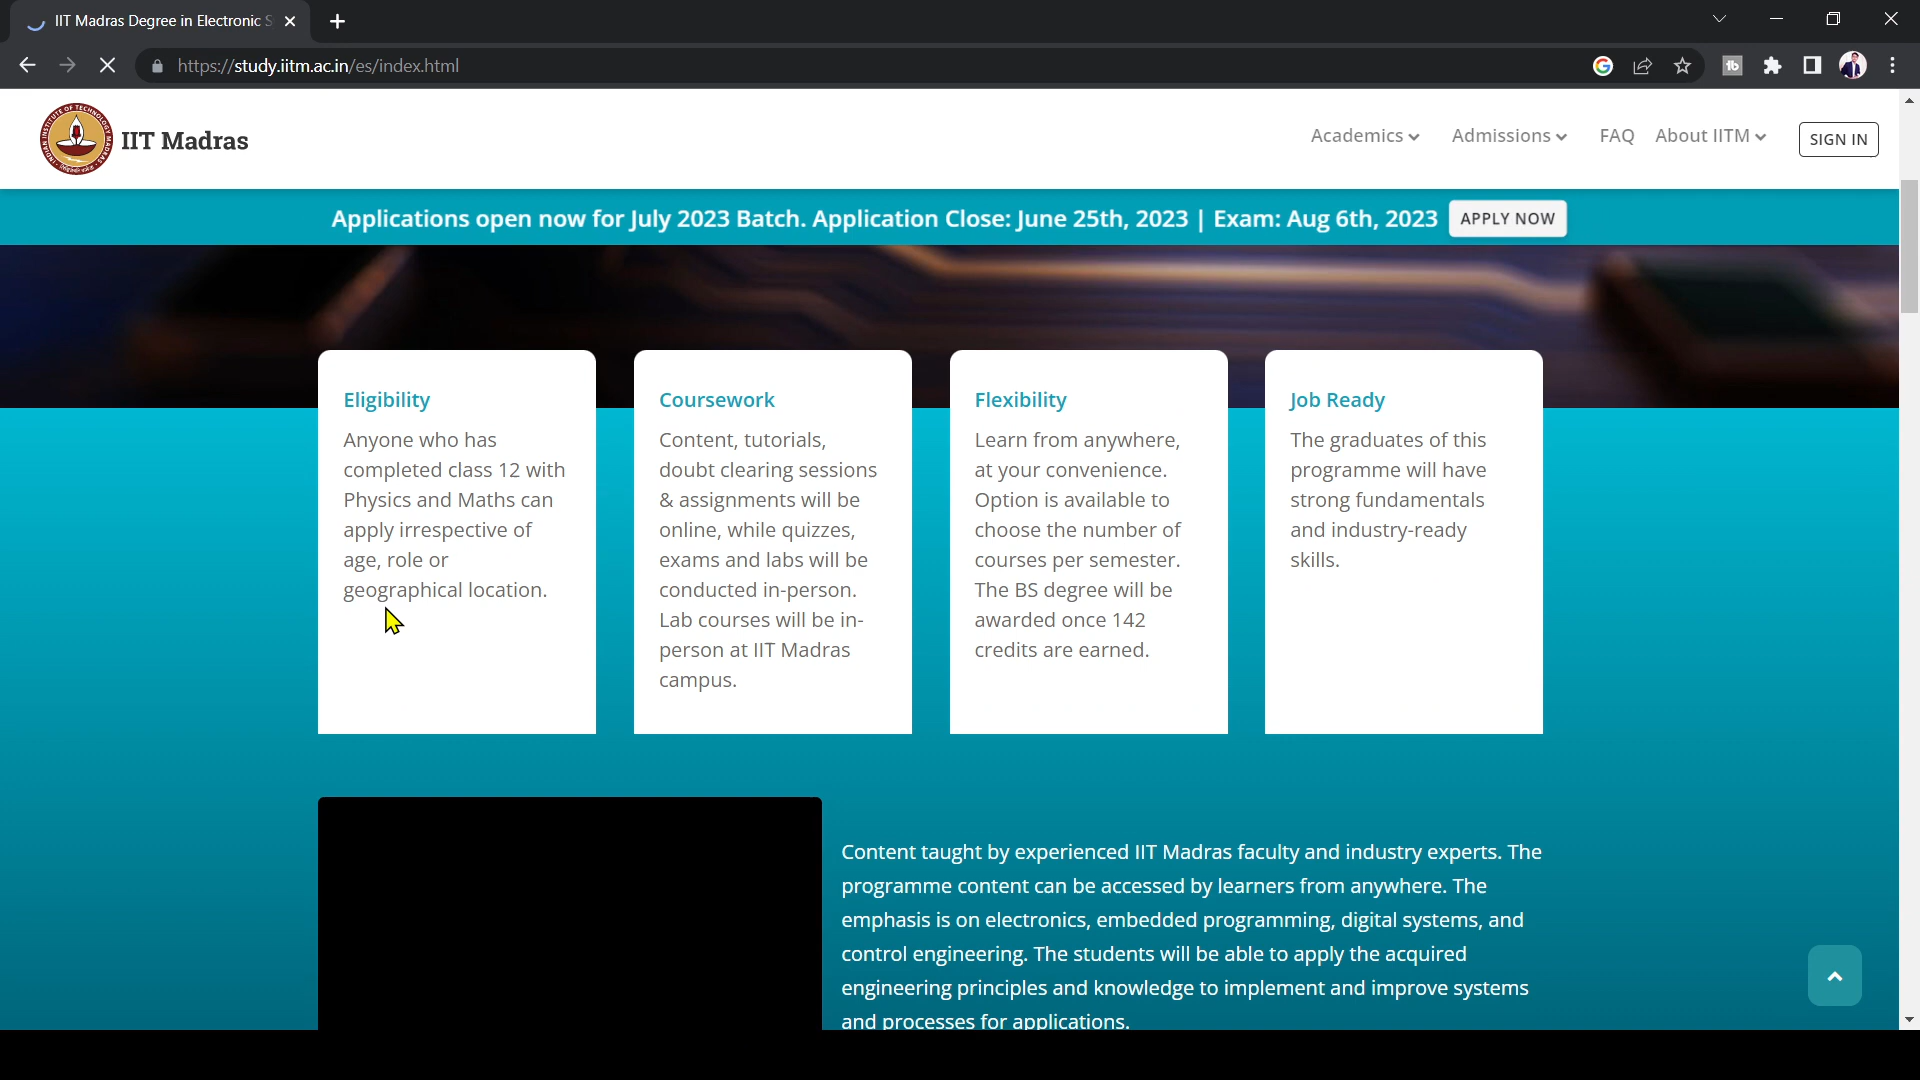 IIT Madras Degree in Electronic S
https://study.iitm.ac.in/es/index.html
IIT Madras
Academics
Admissions
FAQ
About IITM
SIGN IN
Applications open now for July 2023 Batch. Application Close: June 25th, 2023 | Exam: Aug 6th, 2023
APPLY NOW
Eligibility
Anyone who has
completed class 12 with
Physics and Maths can
apply irrespective of
age, role or
geographical location.
Coursework
Content, tutorials,
doubt clearing sessions
& assignments will be
online, while quizzes,
exams and labs will be
conducted in-person.
Lab courses will be in-
person at IIT Madras
campus.
Flexibility
Learn from anywhere,
at your convenience.
Option is available to
choose the number of
courses per semester.
The BS degree will be
awarded once 142
credits are earned.
Job Ready
The graduates of this
programme will have
strong fundamentals
and industry-ready
skills.
Content taught by experienced IIT Madras faculty and industry experts. The
programme content can be accessed by learners from anywhere. The
emphasis is on electronics, embedded programming, digital systems, and
control engineering. The students will be able to apply the acquired
engineering principles and knowledge to implement and improve systems
and processes for applications.